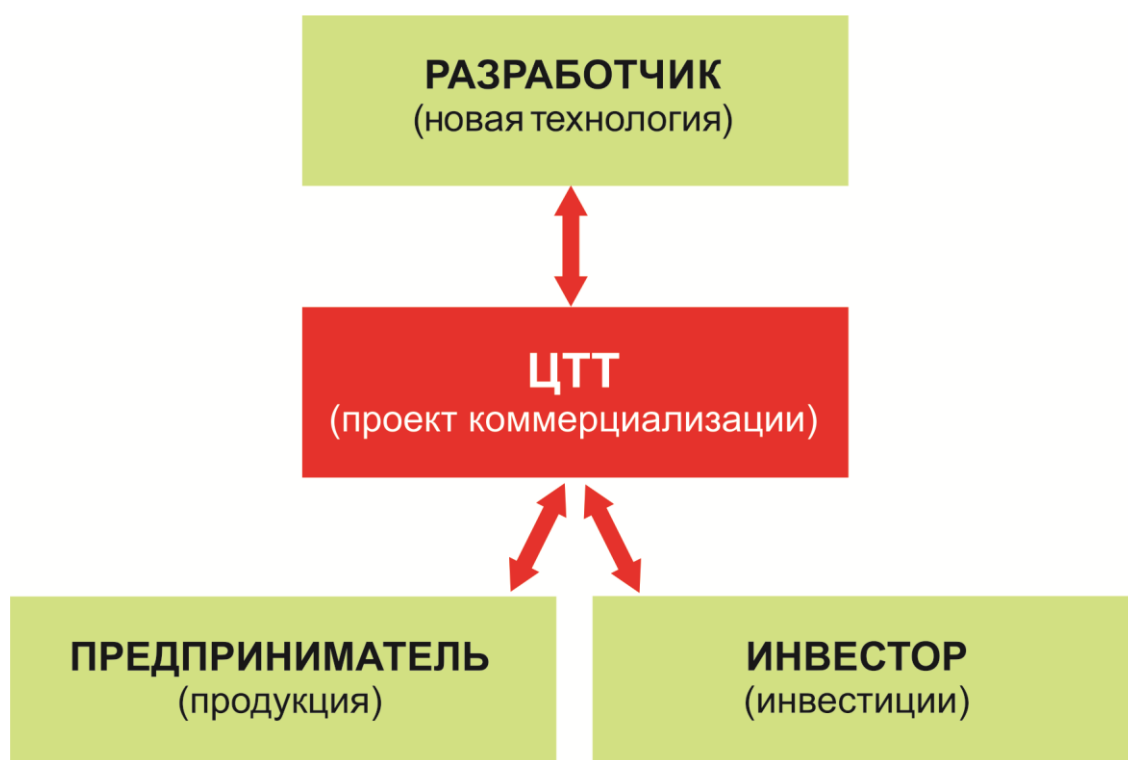 РАЗРАБОТЧИК
(новая технология)
ЦТТ
(проект коммерциализации)
ПРЕДПРИНИМАТЕЛЬ
(продукция)
ИНВЕСТОР
(инвестиции)